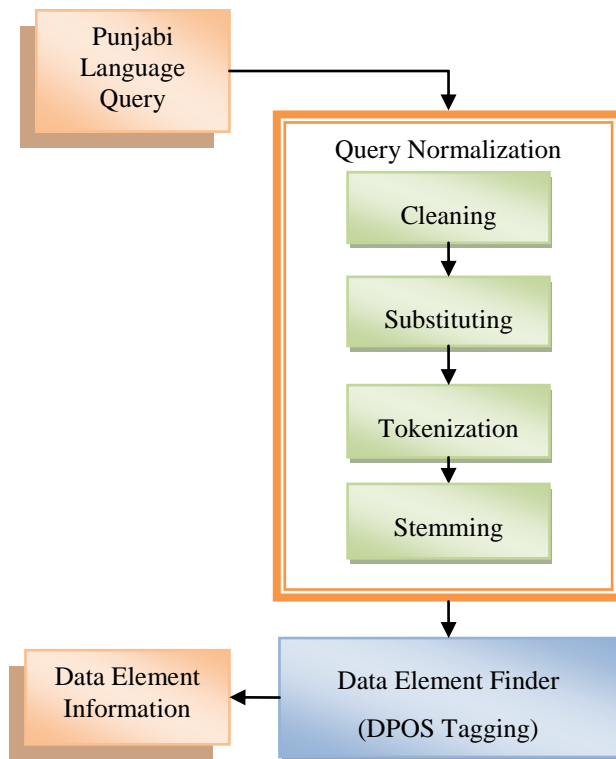 Punjabi
Language
Query
Query Normalization
Cleaning
Substituting
Tokenization
Stemming
Data Element Finder
(DPOS Tagging)
Data Element
Information